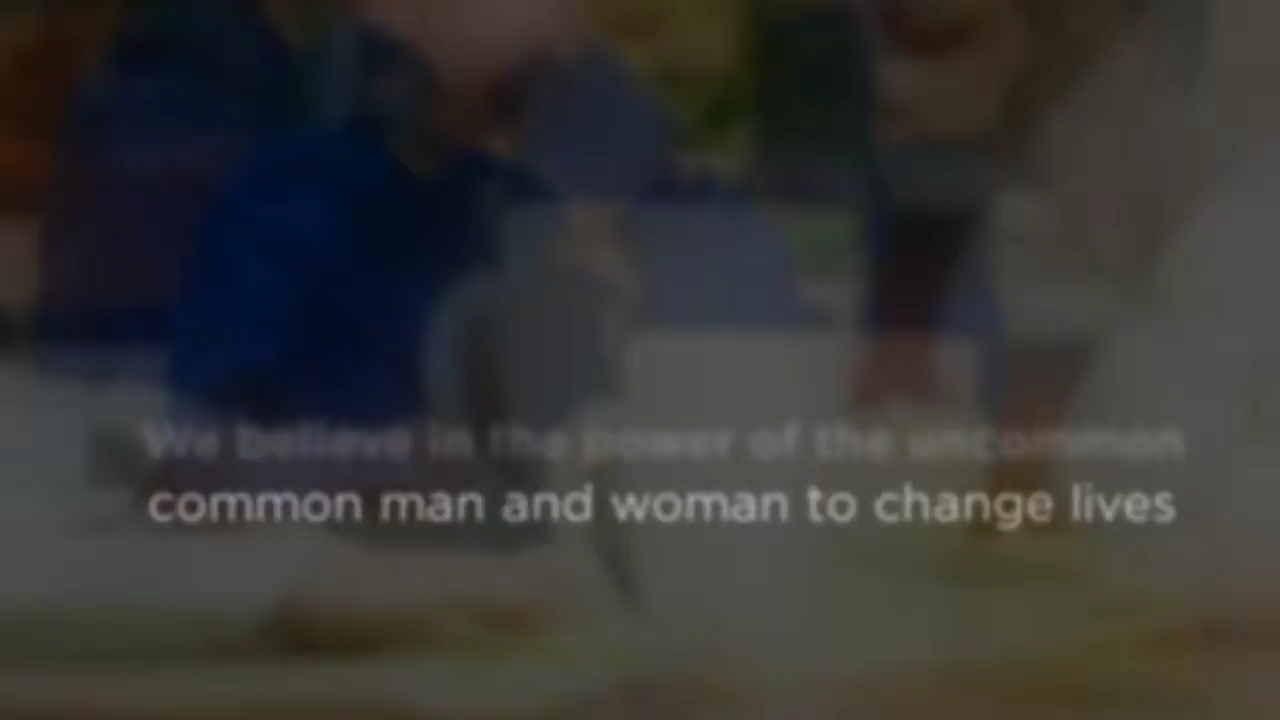 We believe in the power of the uncommon
common man and woman to change lives